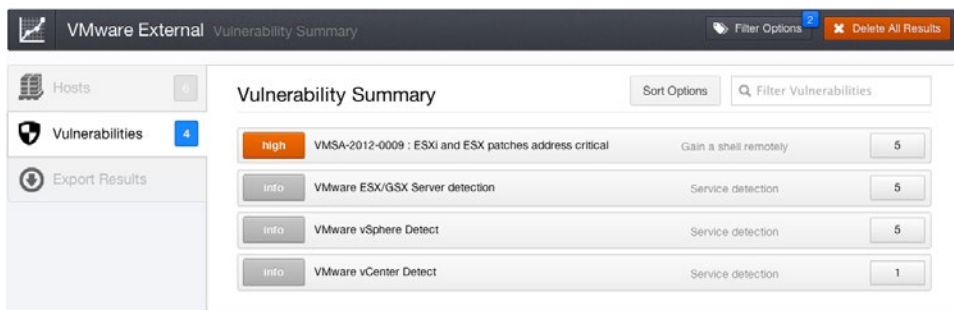 VMware External Vulnerability Summary
Filter Options 2
Delete All Results
Hosts 6
Vulnerabilities 4
Export Results
Vulnerability Summary
Sort Options
Filter Vulnerabilities
high VMSA-2012-0009 : ESXi and ESX patches address critical Gain a shell remotely 5
info VMware ESX/GSX Server detection Service detection 5
info VMware vSphere Detect Service detection 5
info VMware vCenter Detect Service detection 1